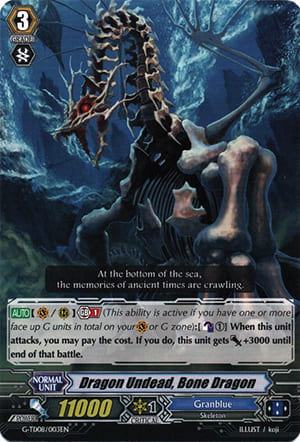 3
GRADE
At the bottom of the sea,
the memories of ancient times are crawling.
AUTO [ / ] GB 1 (This ability is active if you have one or more
face up G units in total on your or G zone):[ 1] When this unit
attacks, you may pay the cost. If you do, this unit gets +3000 until
end of that battle.
NORMAL
UNIT
Dragon Undead, Bone Dragon
11000
1
CRITICAL
Granblue
Skeleton
G-TD08/003EN
ILLUST / koji